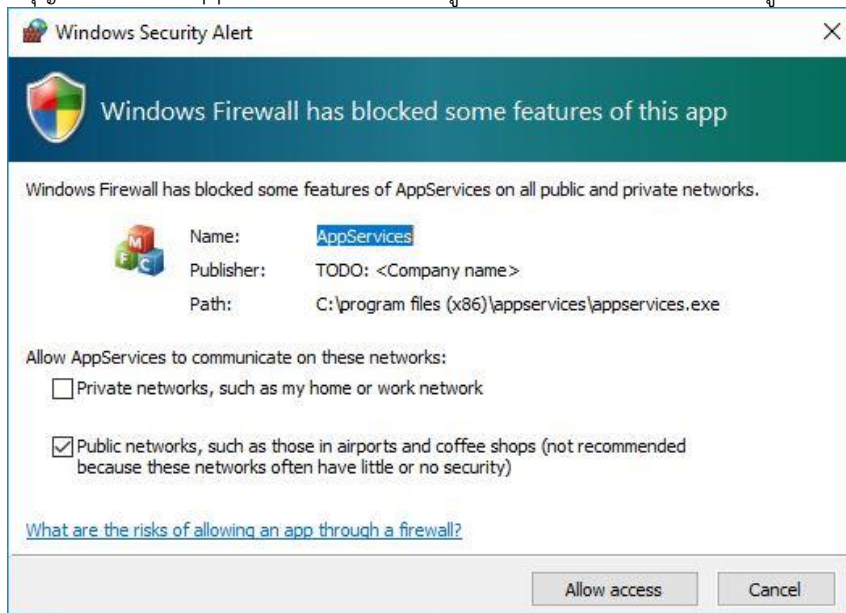 Windows Security Alert
Windows Firewall has blocked some features of this app
Windows Firewall has blocked some features of AppServices on all public and private networks.
Name: AppServices
Publisher: TODO: <Company name>
Path: C:\program files (x86)\appservices\appservices.exe
Allow AppServices to communicate on these networks:
Private networks, such as my home or work network
Public networks, such as those in airports and coffee shops (not recommended
because these networks often have little or no security)
What are the risks of allowing an app through a firewall?
Allow access Cancel